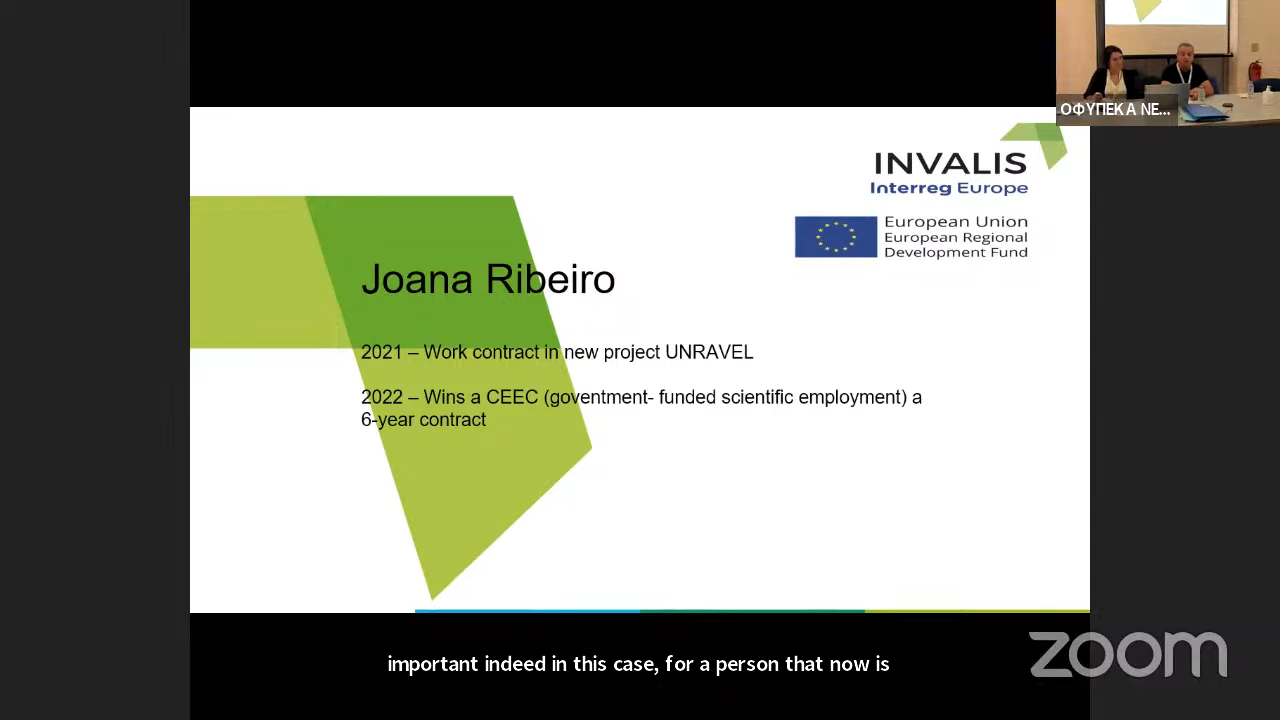 ΟΦΥΠΕΚΑ NE...
INVALIS
Interreg Europe
European Union
European Regional
Development Fund
Joana Ribeiro
2021 – Work contract in new project UNRAVEL
2022 – Wins a CEEC (goventment- funded scientific employment) a
6-year contract
important indeed in this case, for a person that now is
zoom